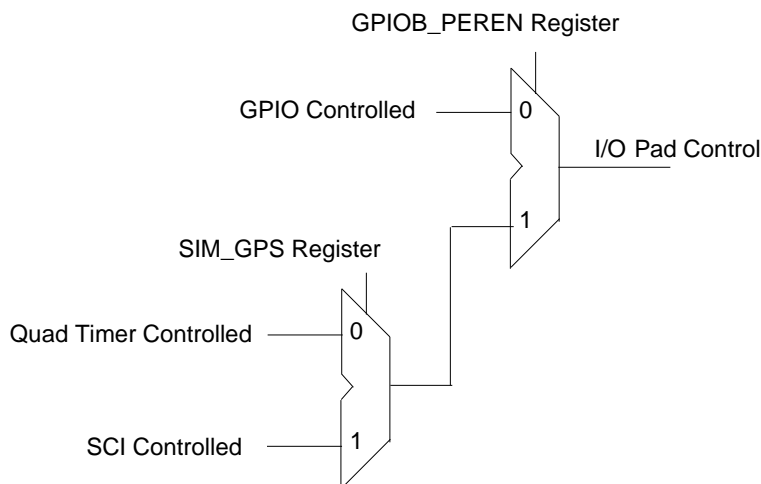 GPIOB_PEREN Register
GPIO Controlled
0
I/O Pad Control
1
SIM_GPS Register
Quad Timer Controlled
0
SCI Controlled
1